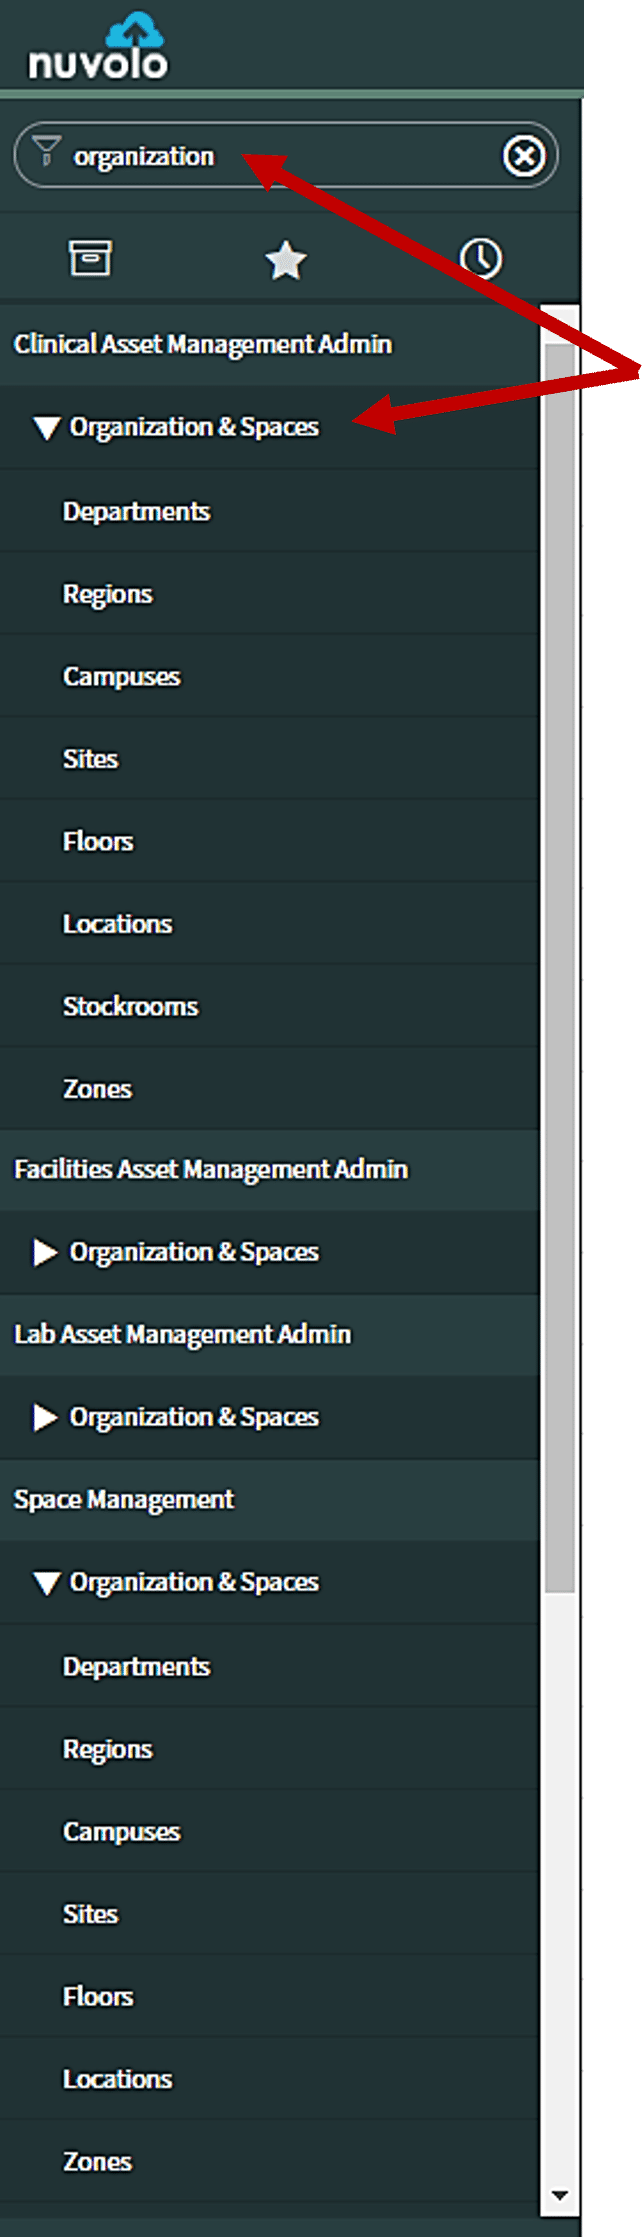 nuvolo
organization
Clinical Asset Management Admin
Organization & Spaces
Departments
Regions
Campuses
Sites
Floors
Locations
Stockrooms
Zones
Facilities Asset Management Admin
Organization & Spaces
Lab Asset Management Admin
Organization & Spaces
Space Management
Organization & Spaces
Departments
Regions
Campuses
Sites
Floors
Locations
Zones